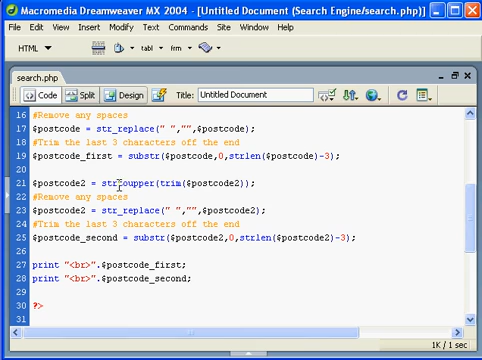 Macromedia Dreamweaver MX 2004 - [Untitled Document (Search Engine/search.php)]
File Edit View Insert Modify Text Commands Site Window Help
HTML tabl frm
search.php
Code Split Design Title: Untitled Document
16 #Remove any spaces
17 $postcode = str_replace(" ","",$postcode);
18 #Trim the last 3 characters off the end
19 $postcode_first = substr($postcode,0,strlen($postcode)-3);
20
21 $postcode2 = strtoupper(trim($postcode2));
22 #Remove any spaces
23 $postcode2 = str_replace(" ","",$postcode2);
24 #Trim the last 3 characters off the end
25 $postcode_second = substr($postcode2,0,strlen($postcode2)-3);
26
27 print "<br>".$postcode_first;
28 print "<br>".$postcode_second;
29
30 ?>
31
1K / 1 sec